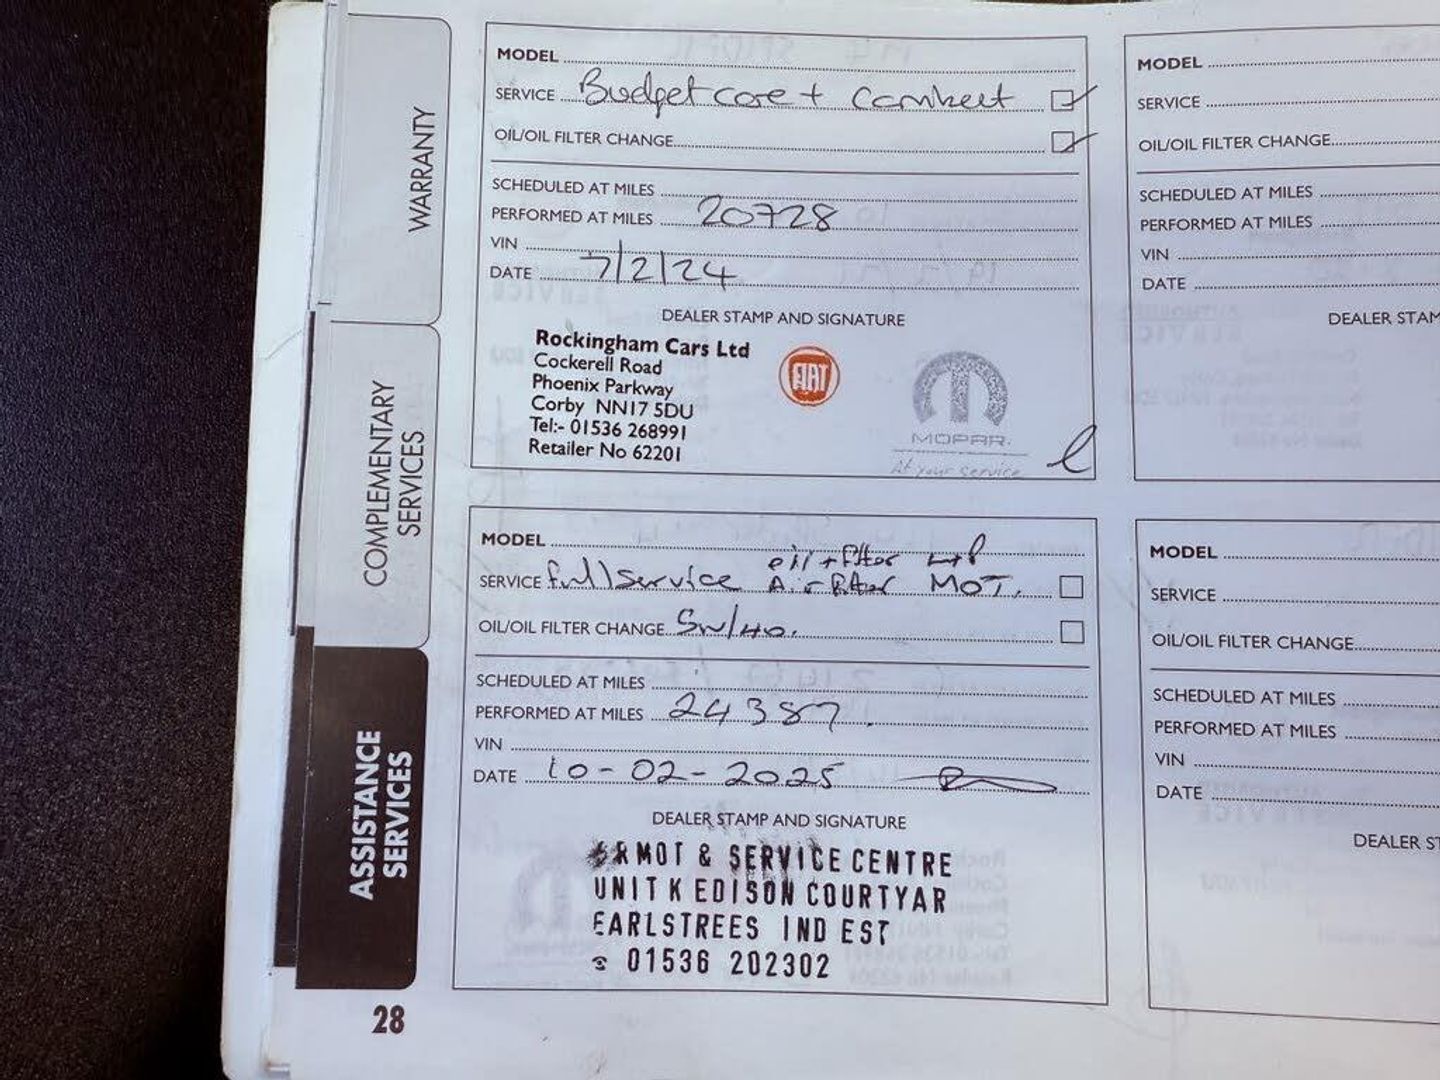 WARRANTY
COMPLEMENTARY
SERVICES
ASSISTANCE
SERVICES
28
MODEL
SERVICE Budget core + cambelt
OIL/OIL FILTER CHANGE
SCHEDULED AT MILES
PERFORMED AT MILES 20728
VIN
DATE 7/2/24
DEALER STAMP AND SIGNATURE
Rockingham Cars Ltd
Cockerell Road
Phoenix Parkway
Corby NN17 5DU
Tel:- 01536 268991
Retailer No 62201
FIAT
MOPAR.
At your service
MODEL
oil + filter
SERVICE full service Air filter MOT.
OIL/OIL FILTER CHANGE 5w/40.
SCHEDULED AT MILES
PERFORMED AT MILES 24387.
VIN
DATE 10-02-2025
DEALER STAMP AND SIGNATURE
MOT & SERVICE CENTRE
UNIT K EDISON COURTYAR
EARLSTREES IND EST
01536 202302
MODEL
SERVICE
OIL/OIL FILTER CHANGE
SCHEDULED AT MILES
PERFORMED AT MILES
VIN
DATE
DEALER STAM
MODEL
SERVICE
OIL/OIL FILTER CHANGE
SCHEDULED AT MILES
PERFORMED AT MILES
VIN
DATE
DEALER ST